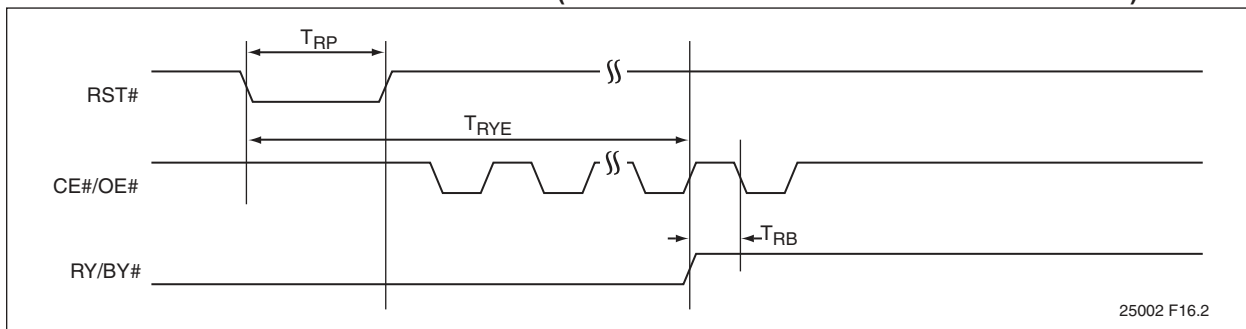 TRP
RST#
TRYE
CE#/OE#
TRB
RY/BY#
25002 F16.2